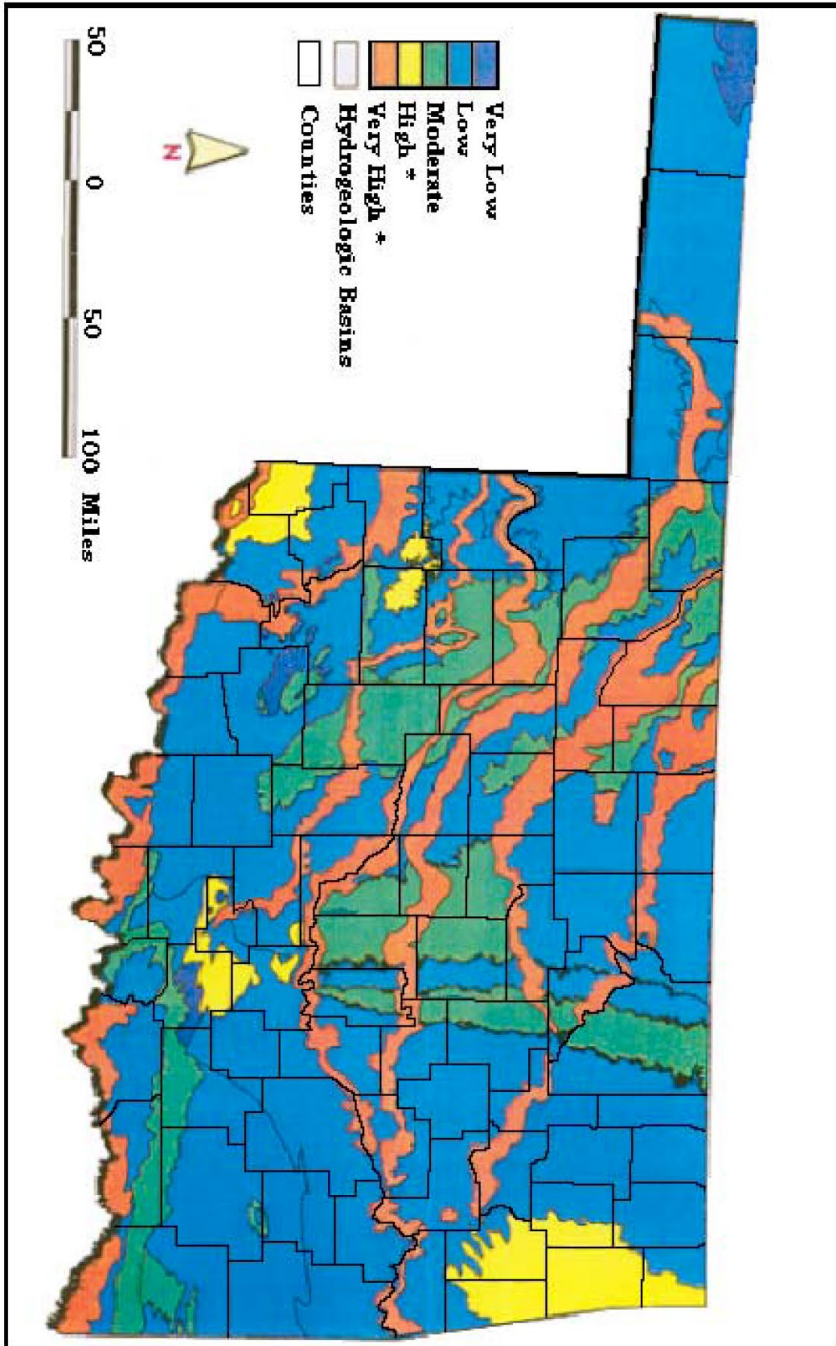 Very Low
Low
Moderate
High *
Very High *
Hydrogeologic Basins
Counties
N
50 0 50 100 Miles